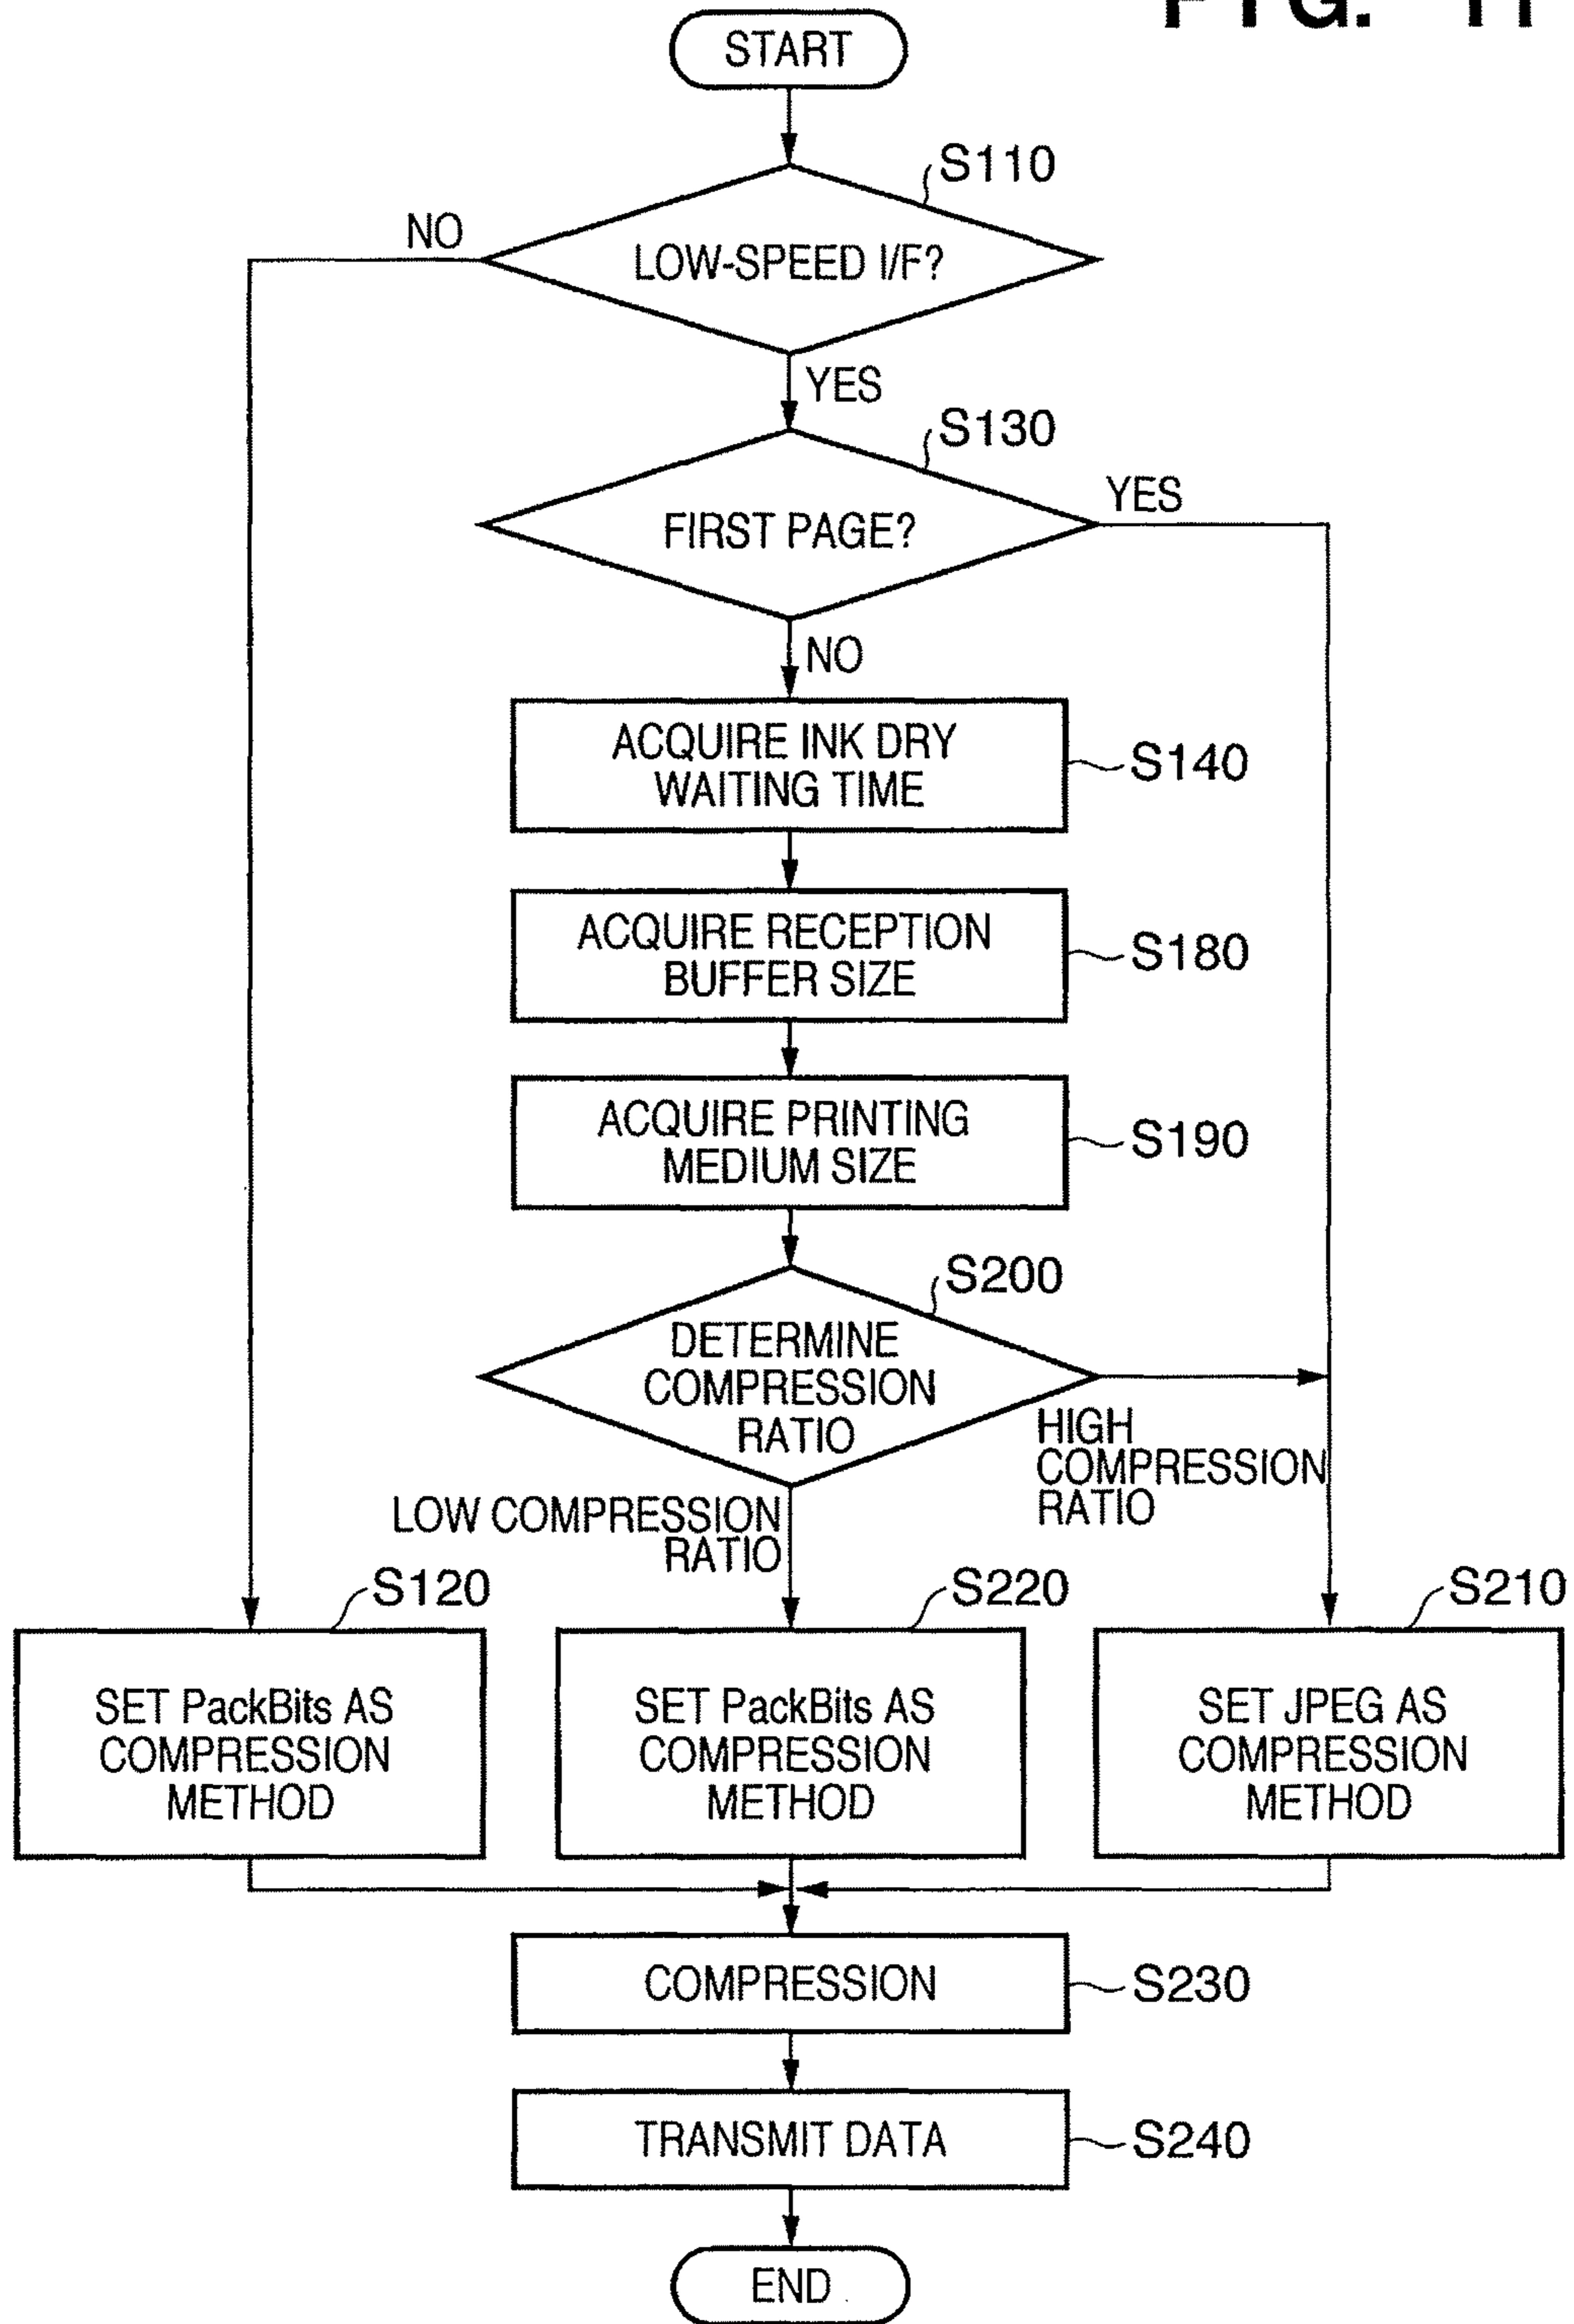 FIG. 11
START
S110
NO
LOW-SPEED I/F?
YES
S130
YES
FIRST PAGE?
NO
ACQUIRE INK DRY
WAITING TIME
S140
ACQUIRE RECEPTION
BUFFER SIZE
S180
ACQUIRE PRINTING
MEDIUM SIZE
S190
S200
DETERMINE
COMPRESSION
RATIO
HIGH
COMPRESSION
RATIO
LOW COMPRESSION
RATIO
S120
S220
S210
SET PackBits AS
COMPRESSION
METHOD
SET PackBits AS
COMPRESSION
METHOD
SET JPEG AS
COMPRESSION
METHOD
COMPRESSION
S230
TRANSMIT DATA
S240
END